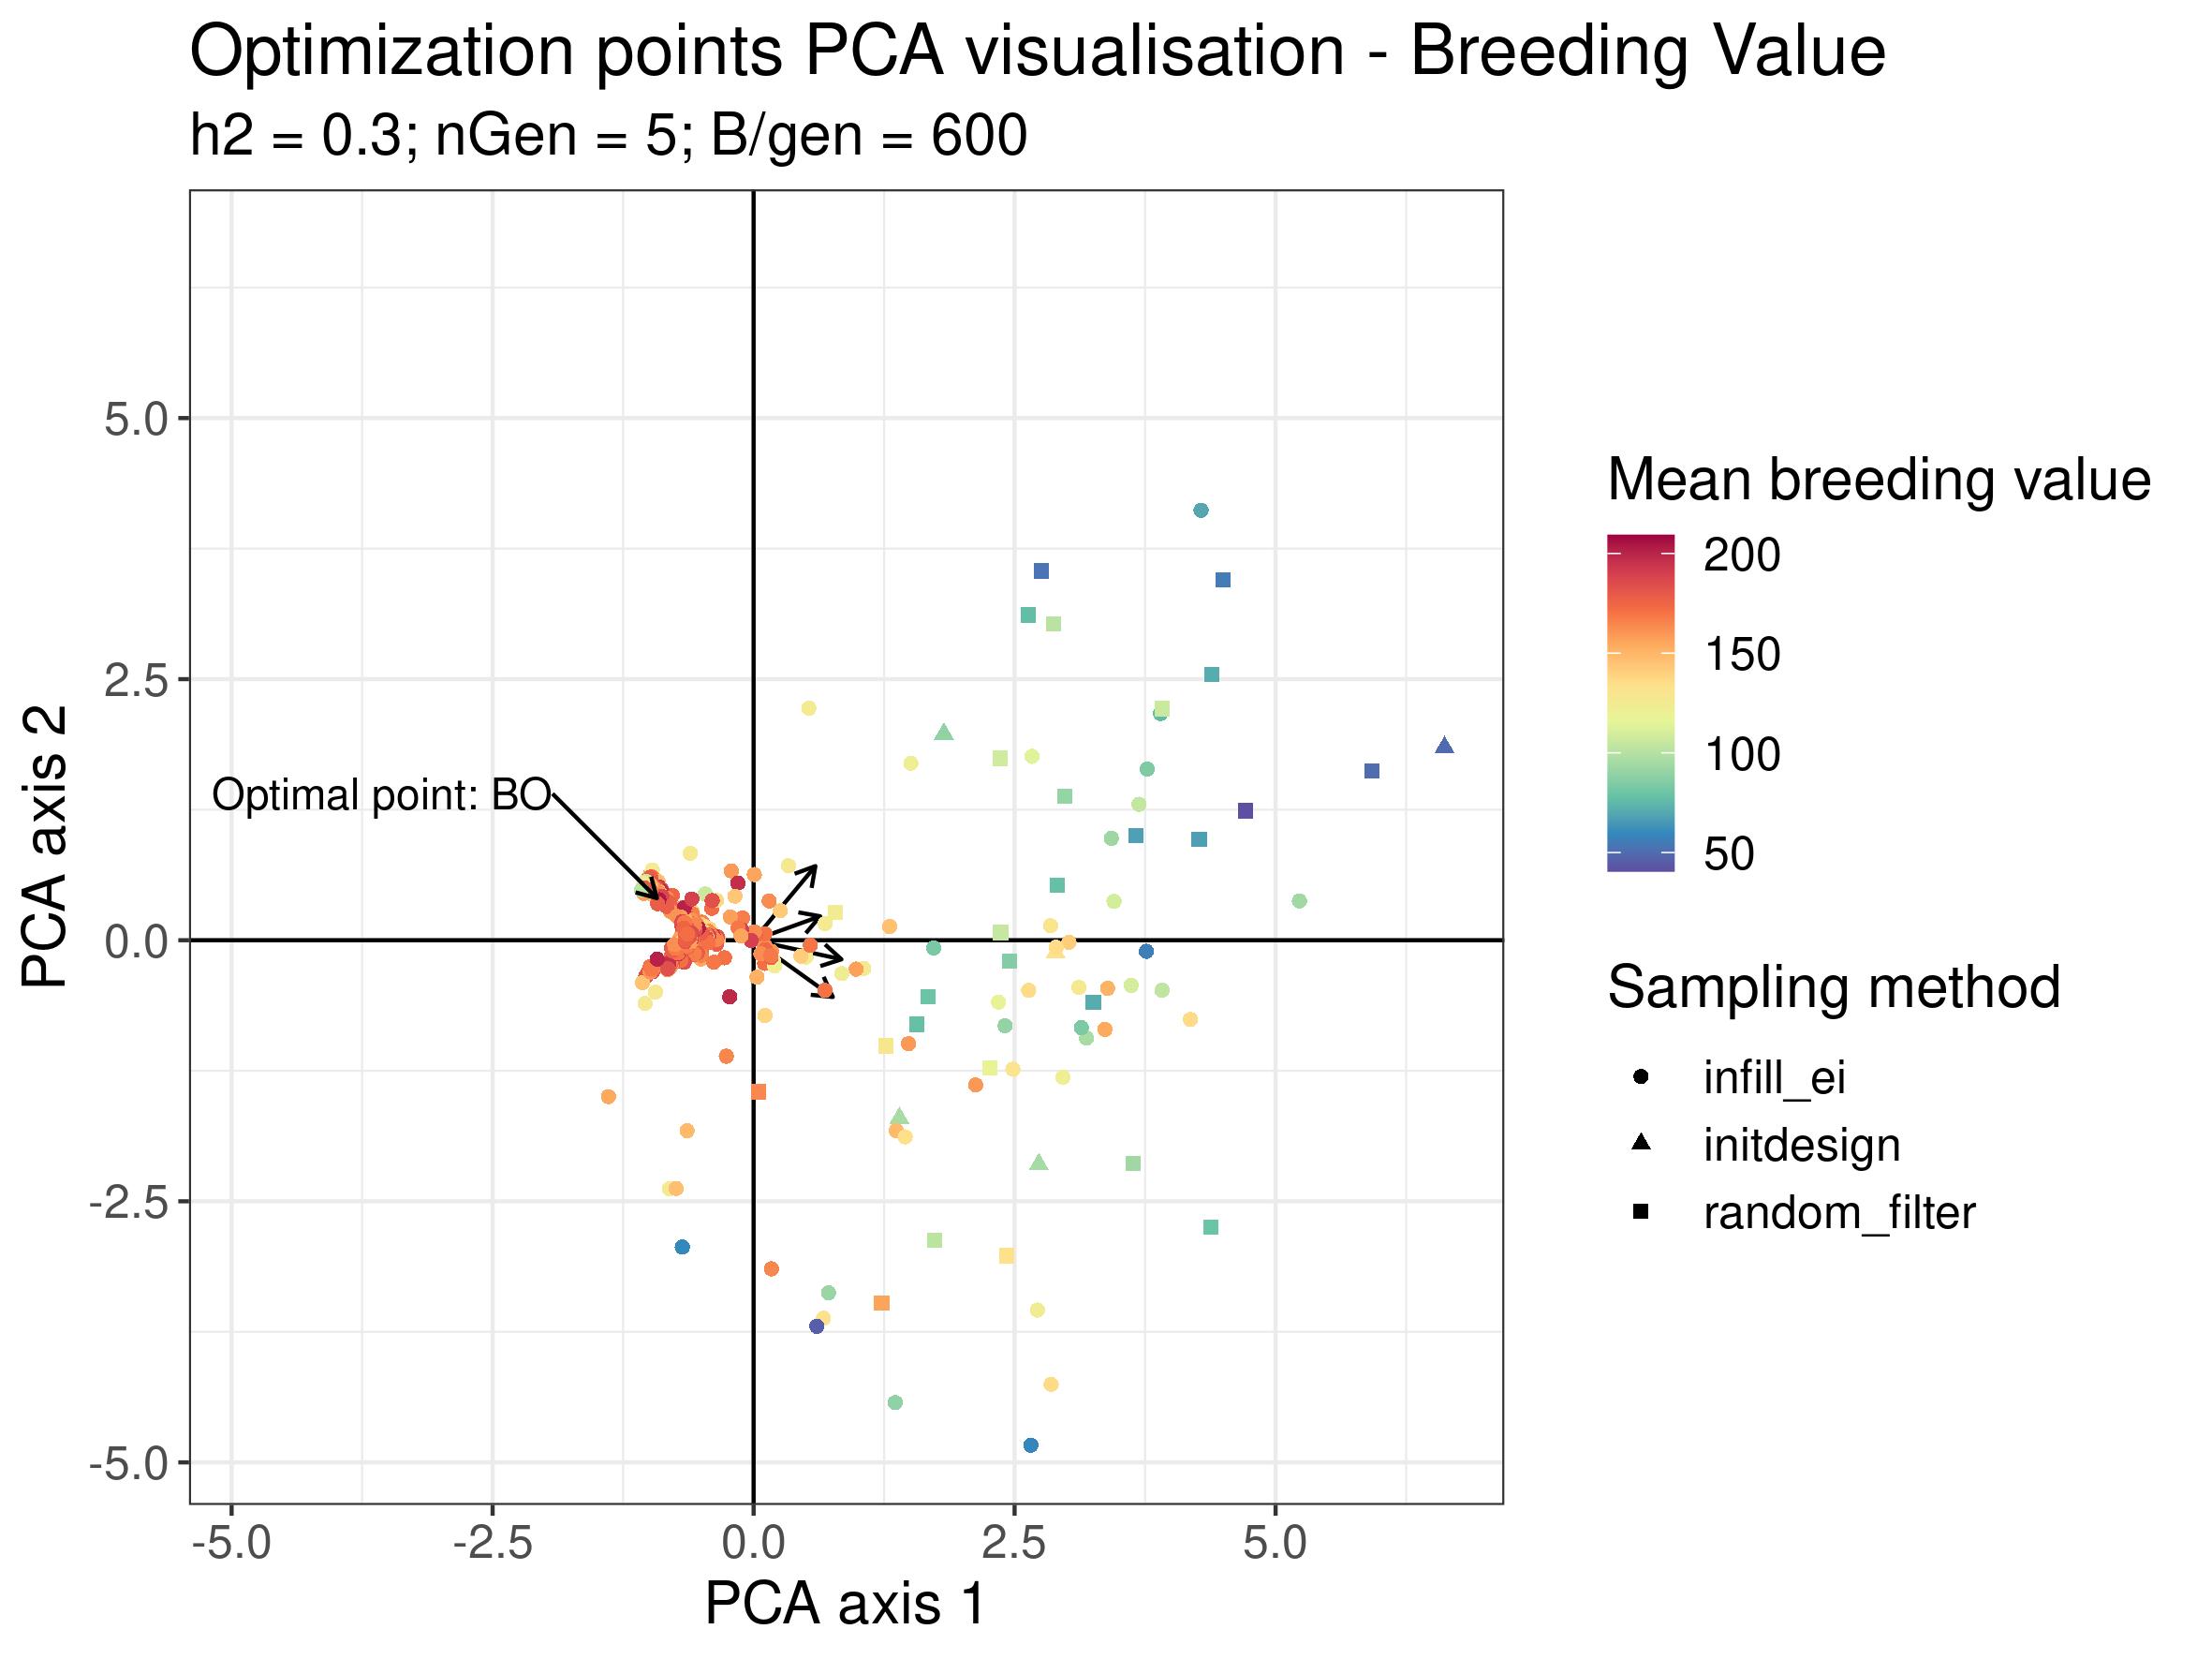 Optimization points PCA visualisation - Breeding Value
h2 = 0.3; nGen = 5; B/gen = 600
PCA axis 2
5.0
2.5
0.0
-2.5
-5.0
Optimal point: BO
-5.0
-2.5
0.0
2.5
5.0
PCA axis 1
Mean breeding value
200
150
100
50
Sampling method
infill_ei
initdesign
random_filter